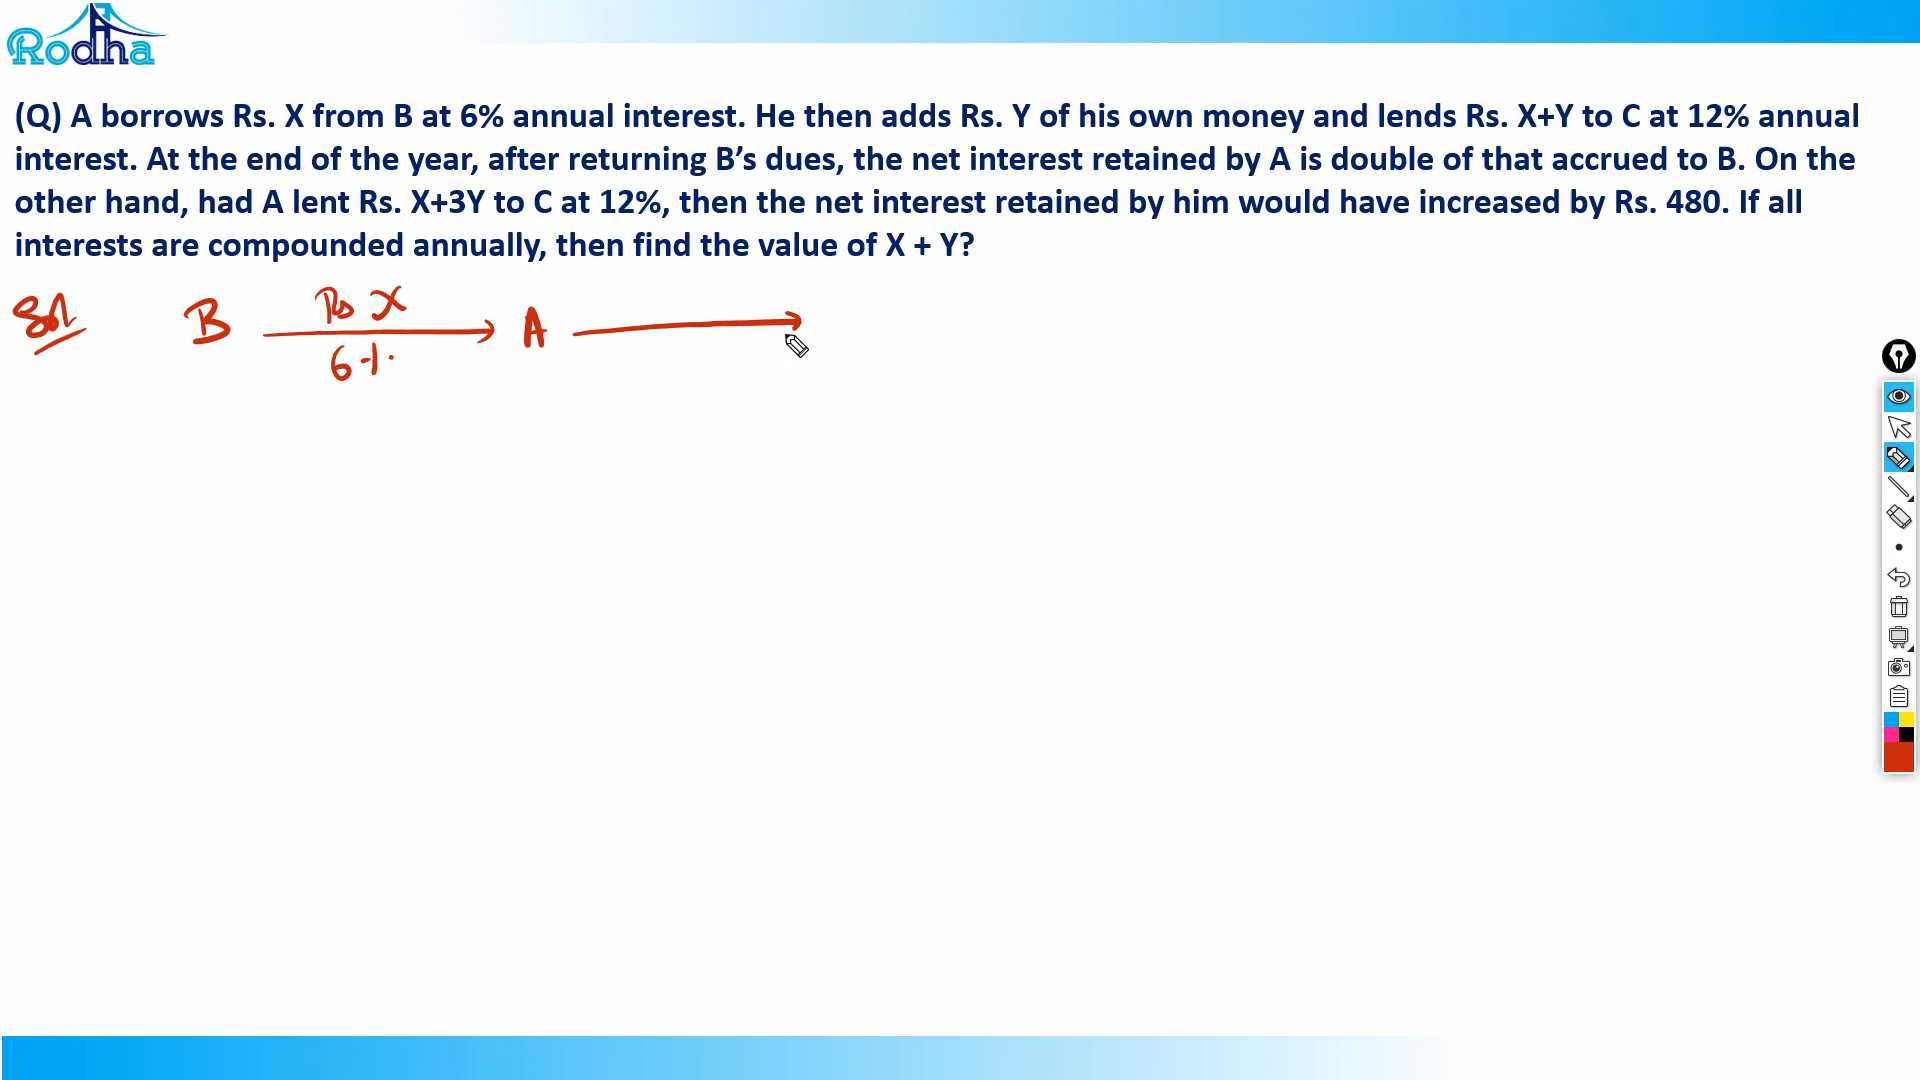 Rodha
(Q) A borrows Rs. X from B at 6% annual interest. He then adds Rs. Y of his own money and lends Rs. X+Y to C at 12% annual
interest. At the end of the year, after returning B’s dues, the net interest retained by A is double of that accrued to B. On the
other hand, had A lent Rs. X+3Y to C at 12%, then the net interest retained by him would have increased by Rs. 480. If all
interests are compounded annually, then find the value of X + Y?
Sol B Rs X A
6%